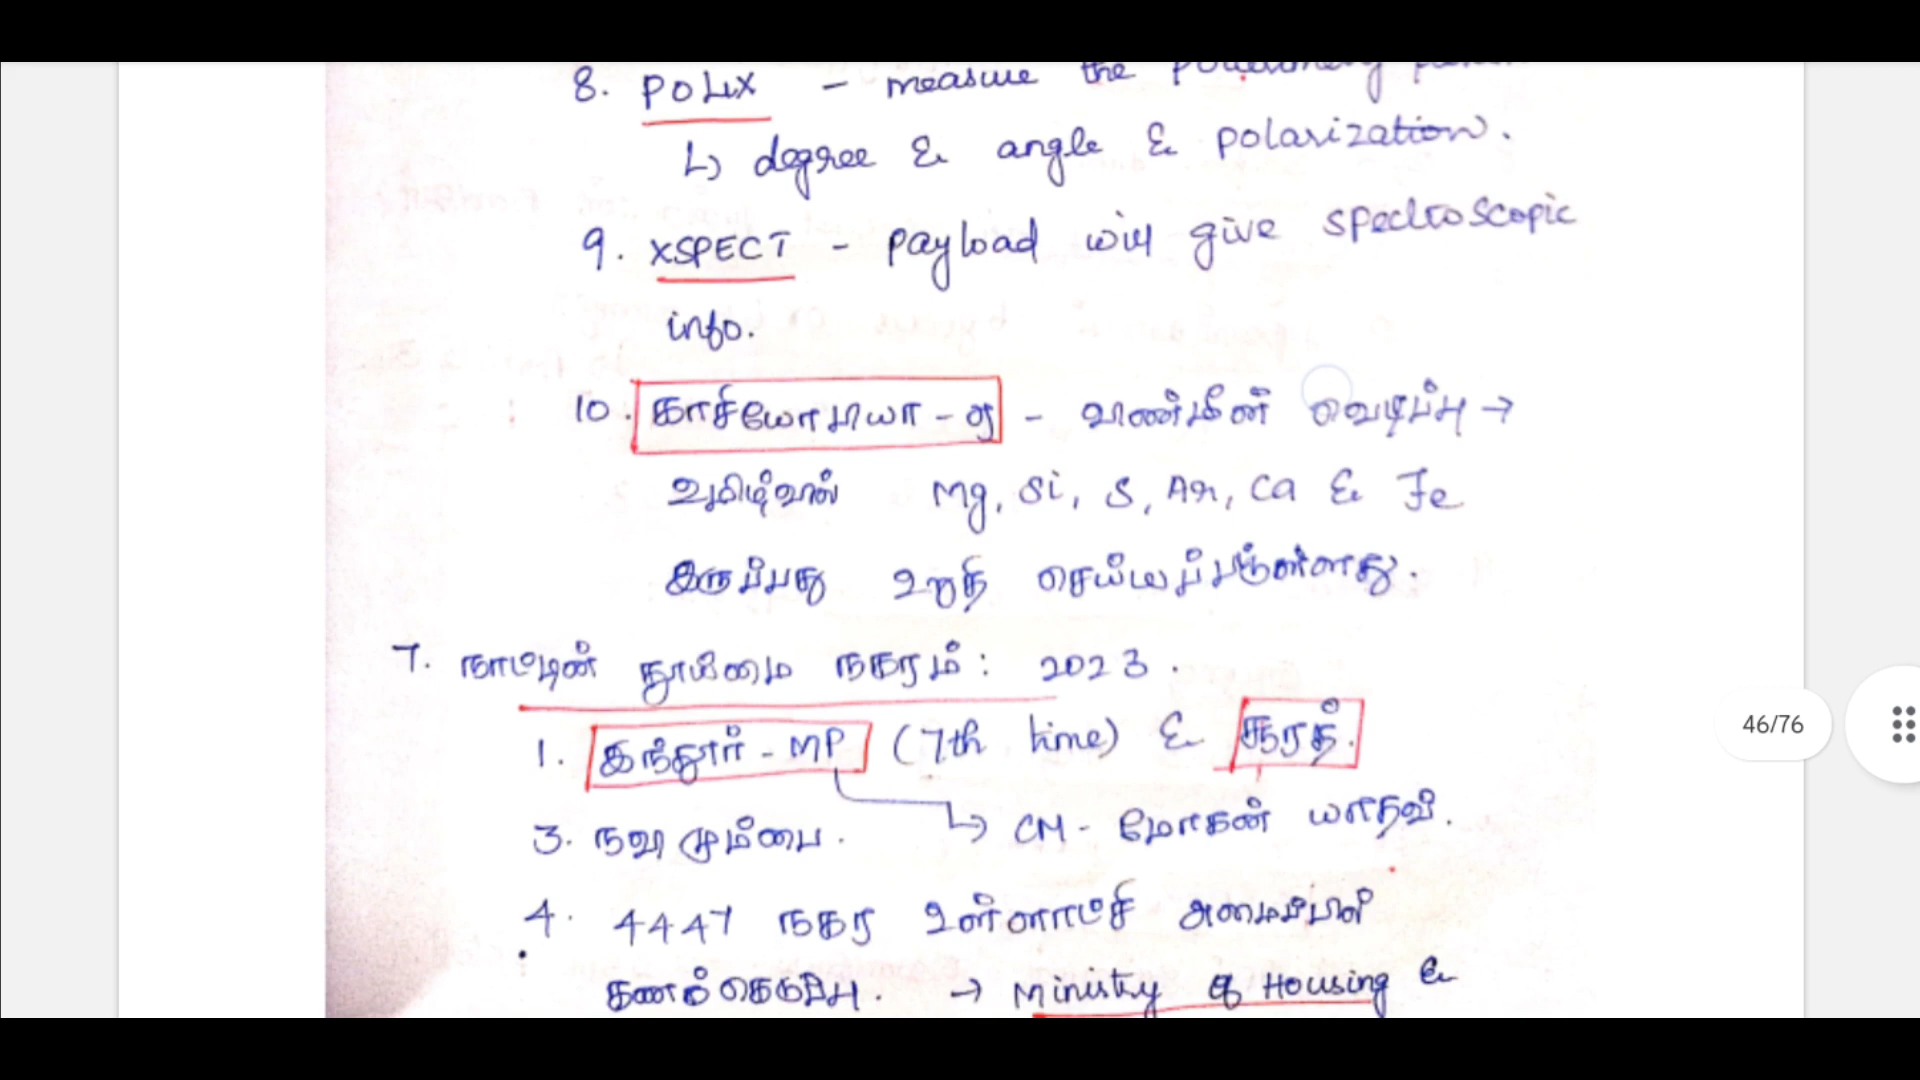 8. POLIX - measure the
↳ degree & angle & polarization.
9. XSPECT - Payload will give spectroscopic
info.
10. காசியோபியா - ஏ - விண்மீன் வெடிப்பு →
உமிழ்வில் Mg, Si, S, Ar, Ca & Fe
இருப்பது உறுதி செய்யப்பட்டுள்ளது.
7. நாட்டின் தூய்மை நகரம்: 2023.
1. இந்தூர் - MP (7th time) & சூரத்.
3. நவி மும்பை. ↳ CM - மோகன் யாதவ்.
4. 4447 நகர உள்ளாட்சி அமைப்பில்
கணக்கெடுப்பு. → Ministry of Housing &
46/76